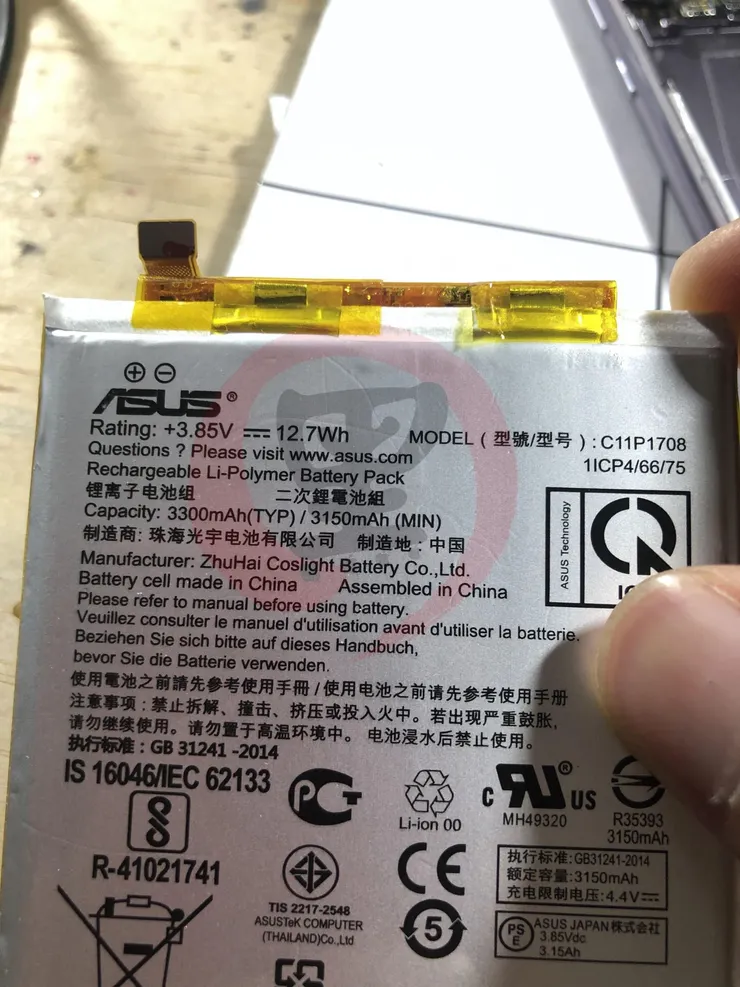 ASUS®
Rating: +3.85V 12.7Wh MODEL ( 型號/型号 ) : C11P1708
Questions ? Please visit www.asus.com 1ICP4/66/75
Rechargeable Li-Polymer Battery Pack
锂离子电池组 二次鋰電池組
Capacity: 3300mAh(TYP) / 3150mAh (MIN)
制造商: 珠海光宇电池有限公司 制造地: 中国
Manufacturer: ZhuHai Coslight Battery Co.,Ltd.
Battery cell made in China Assembled in China
ASUS Technology
Please refer to manual before using battery.
Veuillez consulter le manuel d'utilisation avant d'utiliser la batterie.
Beziehen Sie sich bitte auf dieses Handbuch,
bevor Sie die Batterie verwenden.
使用電池之前請先參考使用手冊 / 使用电池之前请先参考使用手册
注意事项 : 禁止拆解、撞击、挤压或投入火中。若出现严重鼓胀,
请勿继续使用。请勿置于高温环境中。 电池浸水后禁止使用。
执行标准: GB 31241 -2014
IS 16046/IEC 62133
R-41021741
PCT
Li-ion 00
c RU® US
MH49320
R35393
3150mAh
TIS 2217-2548
ASUSTeK COMPUTER
(THAILAND)Co.,Ltd
CE
5
执行标准:GB31241-2014
额定容量:3150mAh
充电限制电压:4.4V
PS
E
ASUS JAPAN株式会社
3.85Vdc
3.15Ah